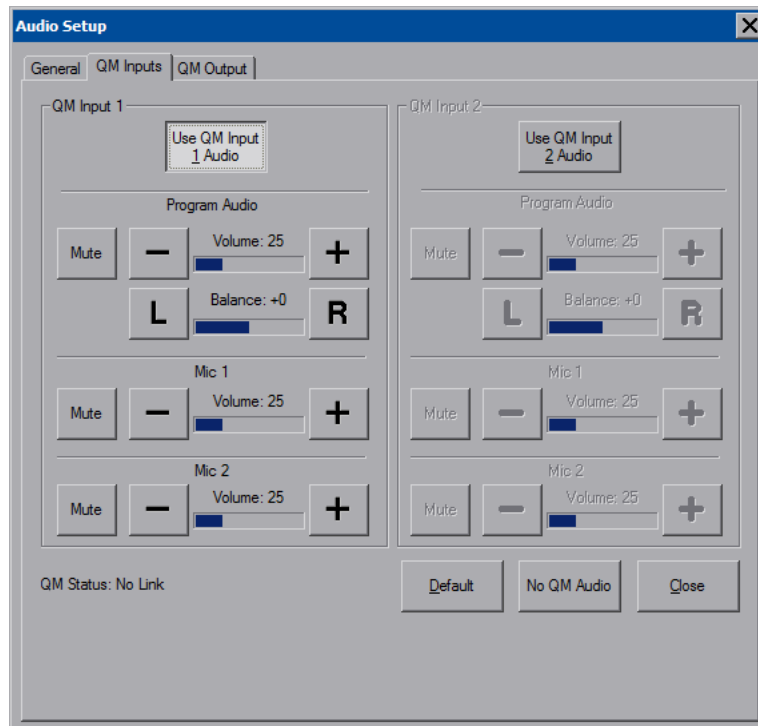 Audio Setup
General QM Inputs QM Output
QM Input 1
Use QM Input
1 Audio
Program Audio
Mute
Volume: 25
L
Balance: +0
R
Mic 1
Mute
Volume: 25
Mic 2
Mute
Volume: 25
QM Input 2
Use QM Input
2 Audio
Program Audio
Mute
Volume: 25
L
Balance: +0
R
Mic 1
Mute
Volume: 25
Mic 2
Mute
Volume: 25
QM Status: No Link
Default
No QM Audio
Close